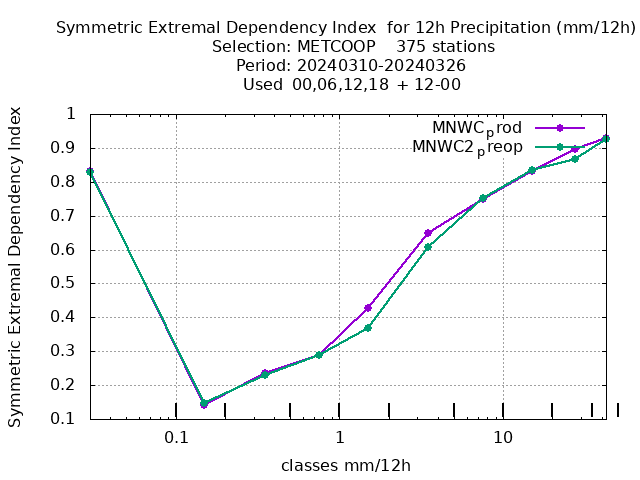 Symmetric Extremal Dependency Index  for 12h Precipitation (mm/12h)
Selection: METCOOP    375 stations
Period: 20240310-20240326
Used  00,06,12,18  + 12-00
MNWCprod
MNWC2preop
Symmetric Extremal Dependency Index
1
0.9
0.8
0.7
0.6
0.5
0.4
0.3
0.2
0.1
0.1
1
10
classes mm/12h